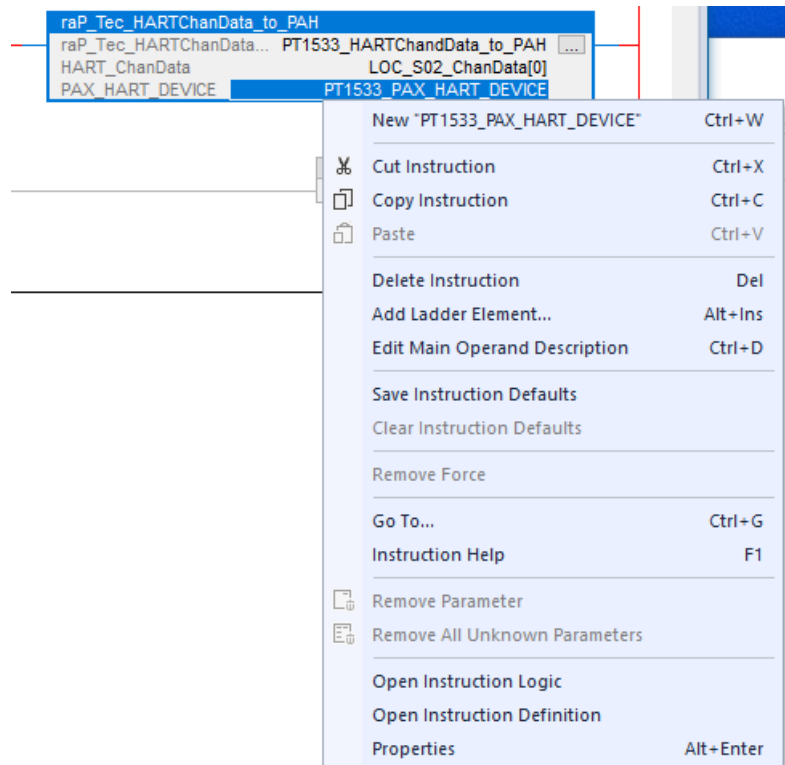 raP_Tec_HARTChanData_to_PAH
raP_Tec_HARTChanData... PT1533_HARTChandData_to_PAH ...
HART_ChanData LOC_S02_ChanData[0]
PAX_HART_DEVICE PT1533_PAX_HART_DEVICE
New "PT1533_PAX_HART_DEVICE" Ctrl+W
Cut Instruction Ctrl+X
Copy Instruction Ctrl+C
Paste Ctrl+V
Delete Instruction Del
Add Ladder Element... Alt+Ins
Edit Main Operand Description Ctrl+D
Save Instruction Defaults
Clear Instruction Defaults
Remove Force
Go To... Ctrl+G
Instruction Help F1
Remove Parameter
Remove All Unknown Parameters
Open Instruction Logic
Open Instruction Definition
Properties Alt+Enter